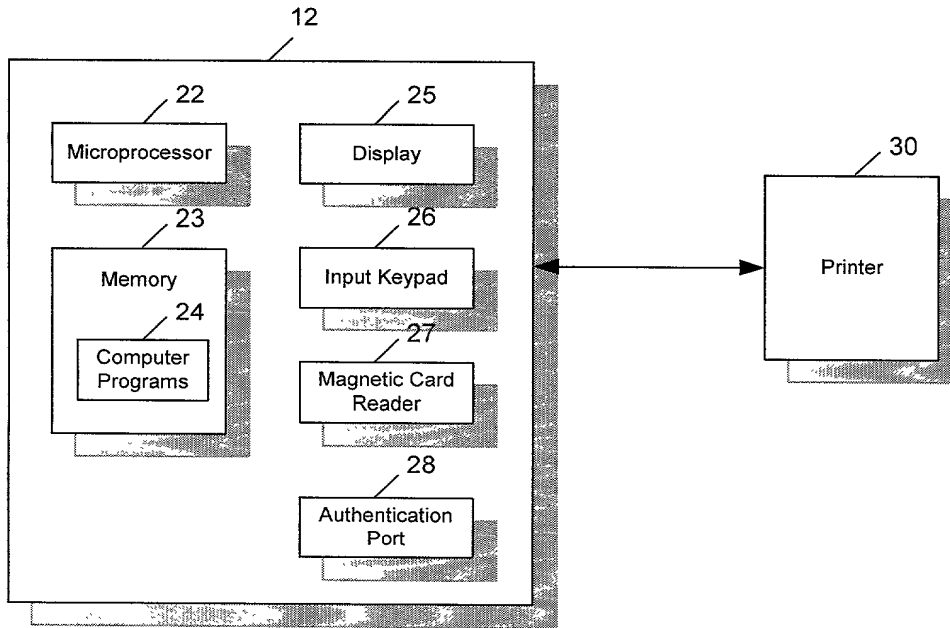 12
22
Microprocessor
23
Memory
24
Computer
Programs
25
Display
26
Input Keypad
27
Magnetic Card
Reader
28
Authentication
Port
30
Printer